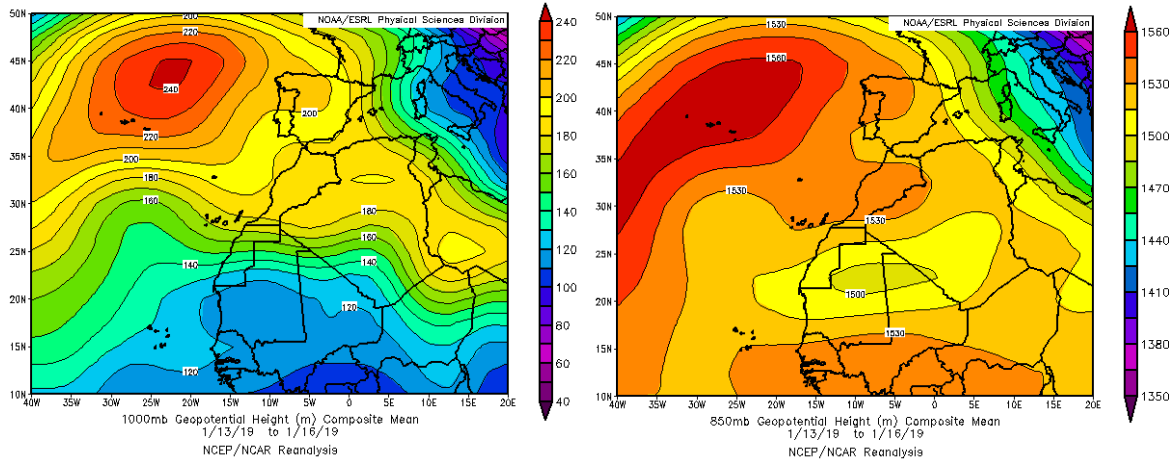 NOAA/ESRL Physical Sciences Division
50N
45N
40N
35N
30N
25N
20N
15N
10N
40W 35W 30W 25W 20W 15W 10W 5W 0 5E 10E 15E 20E
220
200
240
200
220
200
180
160
180
160
140
140
120
120
240
220
200
180
160
140
120
100
80
60
40
1000mb Geopotential Height (m) Composite Mean
1/13/19 to 1/16/19
NCEP/NCAR Reanalysis
NOAA/ESRL Physical Sciences Division
50N
45N
40N
35N
30N
25N
20N
15N
10N
40W 35W 30W 25W 20W 15W 10W 5W 0 5E 10E 15E 20E
1530
1560
1530
1530
1500
1530
1560
1530
1500
1470
1440
1410
1380
1350
850mb Geopotential Height (m) Composite Mean
1/13/19 to 1/16/19
NCEP/NCAR Reanalysis